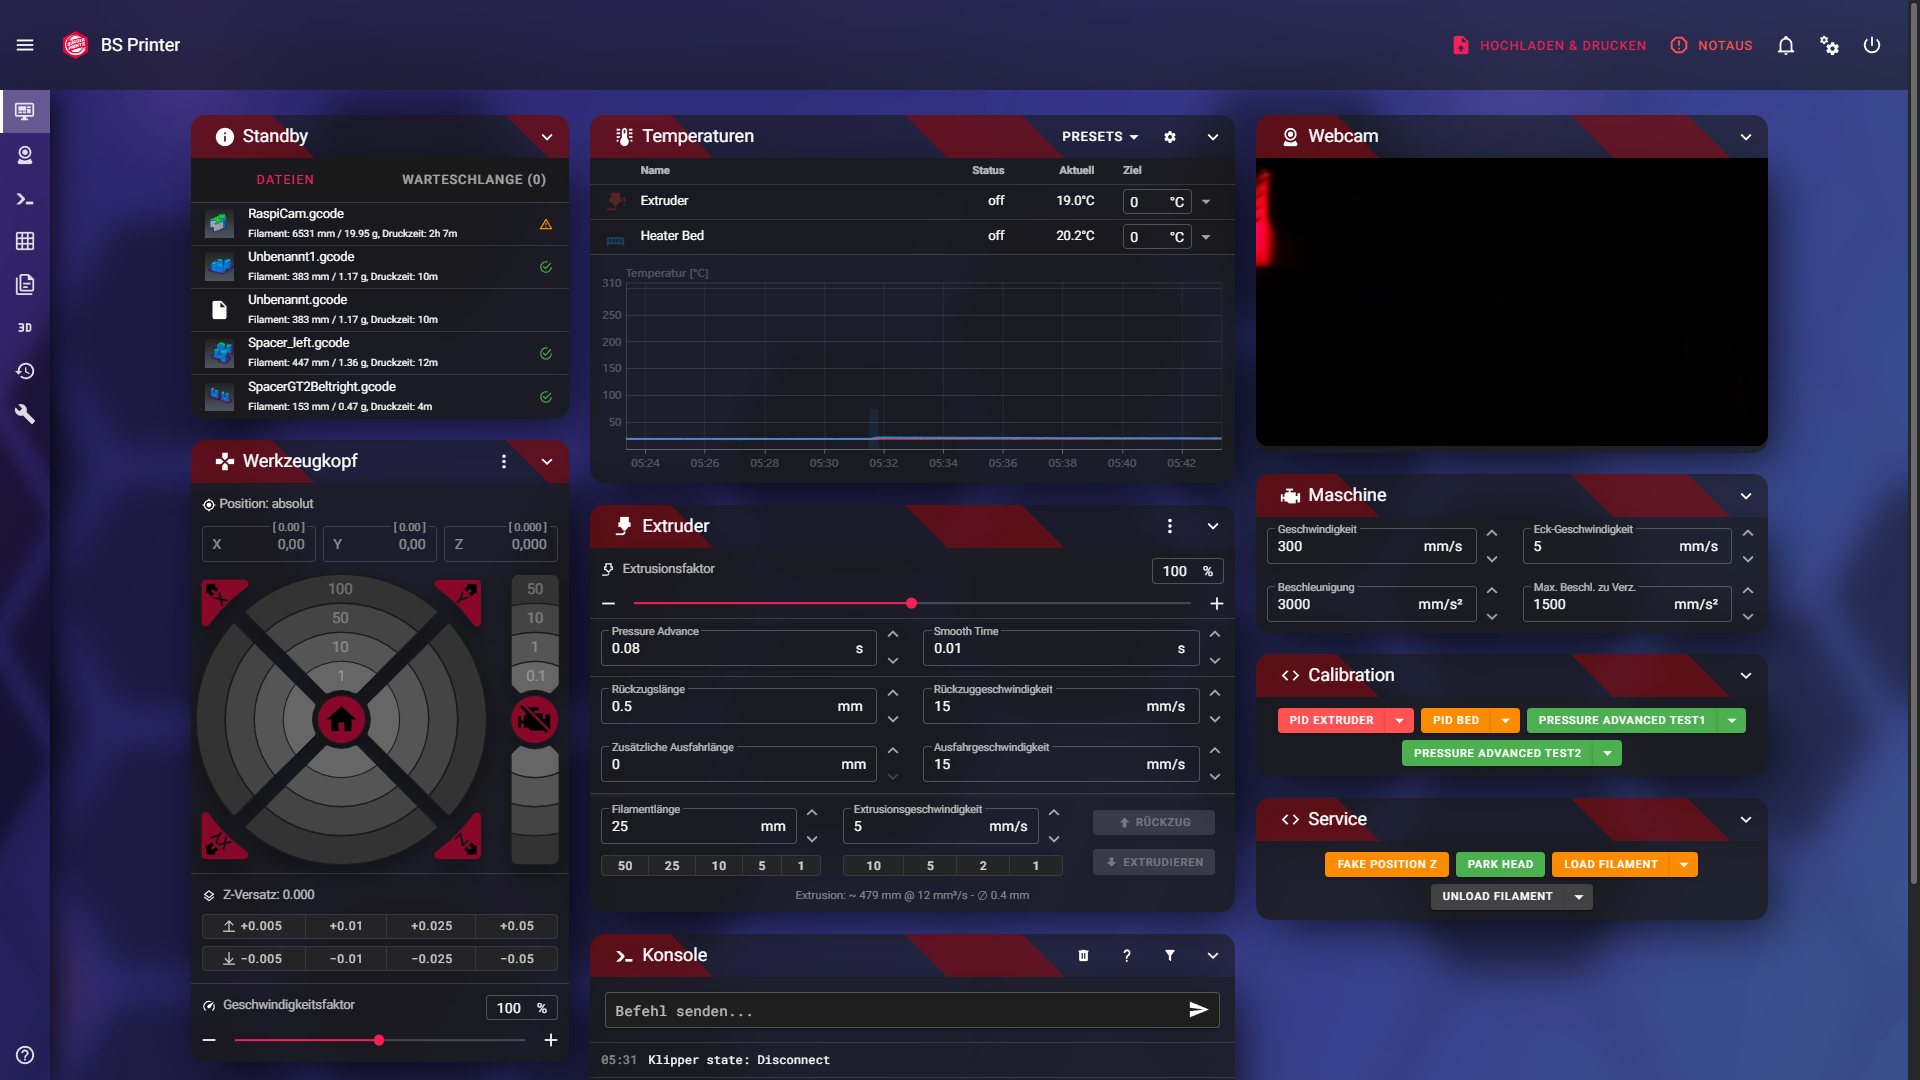 BS Printer
HOCHLADEN & DRUCKEN
NOTAUS
3D
Standby
DATEIEN
WARTESCHLANGE (0)
RaspiCam.gcode
Filament: 6531 mm / 19.95 g, Druckzeit: 2h 7m
Unbenannt1.gcode
Filament: 383 mm / 1.17 g, Druckzeit: 10m
Unbenannt.gcode
Filament: 383 mm / 1.17 g, Druckzeit: 10m
Spacer_left.gcode
Filament: 447 mm / 1.36 g, Druckzeit: 12m
SpacerGT2Beltright.gcode
Filament: 153 mm / 0.47 g, Druckzeit: 4m
Werkzeugkopf
Position: absolut
[ 0.00 ] [ 0.00 ] [ 0.000 ]
X 0,00 Y 0,00 Z 0,000
X
Y
ZX
Z
100
50
10
1
50
10
1
0.1
Z-Versatz: 0.000
+0.005 +0.01 +0.025 +0.05
-0.005 -0.01 -0.025 -0.05
Geschwindigkeitsfaktor
100 %
Temperaturen
PRESETS
Name Status Aktuell Ziel
Extruder off 19.0°C 0 °C
Heater Bed off 20.2°C 0 °C
Temperatur [°C]
310
250
200
150
100
50
05:24 05:26 05:28 05:30 05:32 05:34 05:36 05:38 05:40 05:42
Extruder
Extrusionsfaktor
100 %
Pressure Advance
0.08 s
Smooth Time
0.01 s
Rückzugslänge
0.5 mm
Rückzuggeschwindigkeit
15 mm/s
Zusätzliche Ausfahrlänge
0 mm
Ausfahrgeschwindigkeit
15 mm/s
Filamentlänge
25 mm
50 25 10 5 1
Extrusionsgeschwindigkeit
5 mm/s
10 5 2 1
RÜCKZUG
EXTRUDIEREN
Extrusion: ~ 479 mm @ 12 mm³/s - ∅ 0.4 mm
Konsole
?
Befehl senden...
05:31 Klipper state: Disconnect
Webcam
Maschine
Geschwindigkeit
300 mm/s
Eck-Geschwindigkeit
5 mm/s
Beschleunigung
3000 mm/s²
Max. Beschl. zu Verz.
1500 mm/s²
Calibration
PID EXTRUDER
PID BED
PRESSURE ADVANCED TEST1
PRESSURE ADVANCED TEST2
Service
FAKE POSITION Z
PARK HEAD
LOAD FILAMENT
UNLOAD FILAMENT